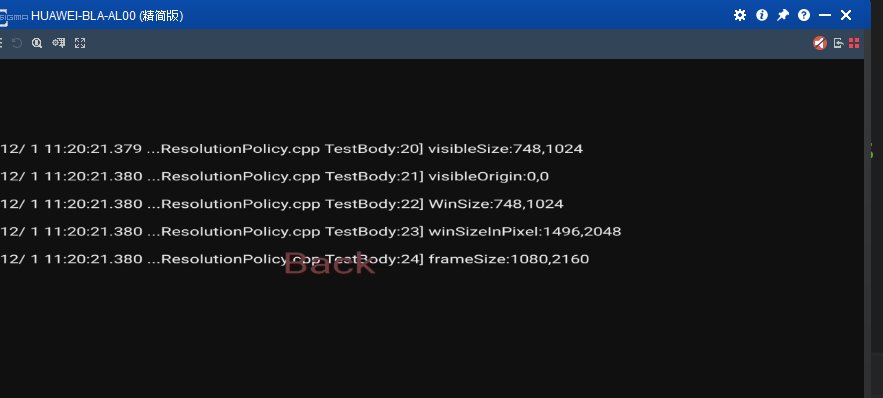 SIGMA HUAWEI-BLA-AL00 (精简版)
12/ 1 11:20:21.379 ...ResolutionPolicy.cpp TestBody:20] visibleSize:748,1024
12/ 1 11:20:21.380 ...ResolutionPolicy.cpp TestBody:21] visibleOrigin:0,0
12/ 1 11:20:21.380 ...ResolutionPolicy.cpp TestBody:22] WinSize:748,1024
12/ 1 11:20:21.380 ...ResolutionPolicy.cpp TestBody:23] winSizeInPixel:1496,2048
12/ 1 11:20:21.380 ...ResolutionPolicy.cpp TestBody:24] frameSize:1080,2160
Back